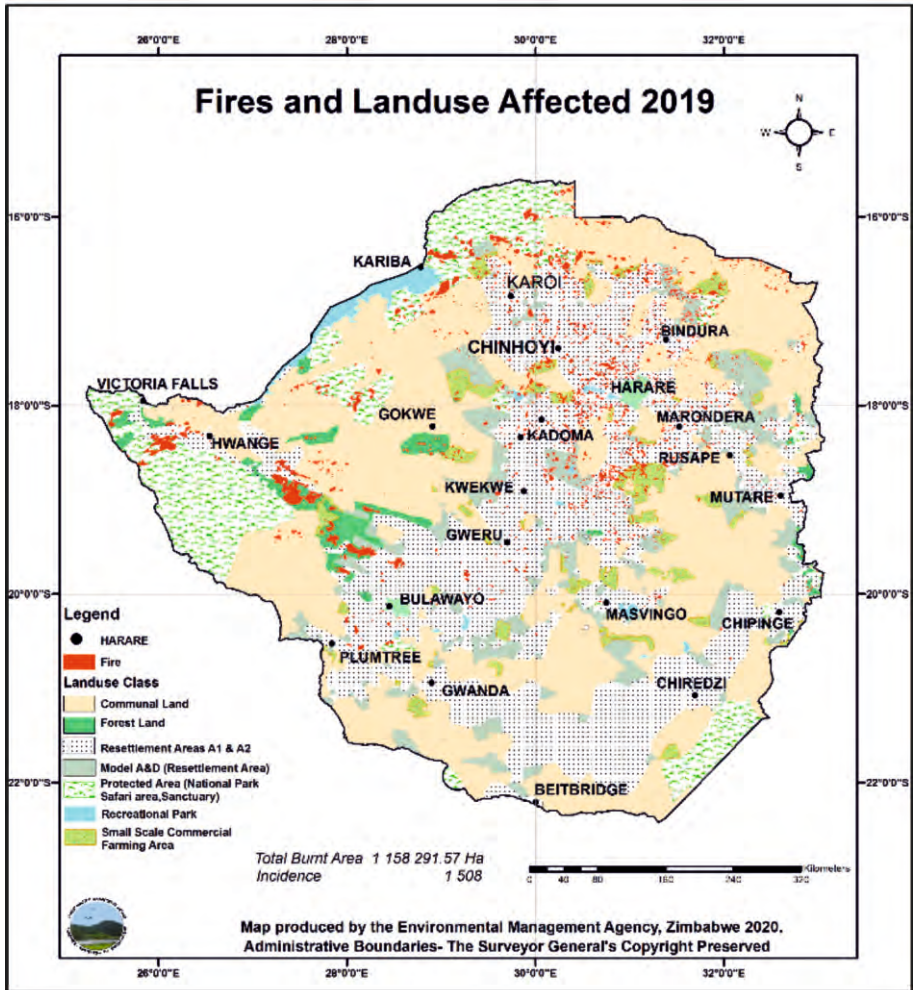 26°0'0"E 28°0'0"E 30°0'0"E 32°0'0"E
Fires and Landuse Affected 2019
N
W E
S
16°0'0"S 16°0'0"S
KARIBA
KAROI
BINDURA
CHINHOYI
VICTORIA FALLS
HARARE
18°0'0"S 18°0'0"S
GOKWE
MARONDERA
HWANGE
KADOMA
RUSAPE
KWEKWE
MUTARE
GWERU
20°0'0"S 20°0'0"S
BULAWAYO
MASVINGO
CHIPINGE
PLUMTREE
GWANDA
CHIREDZI
22°0'0"S 22°0'0"S
BEITBRIDGE
Legend
HARARE
Fire
Landuse Class
Communal Land
Forest Land
Resettlement Areas A1 & A2
Model A&D (Resettlement Area)
Protected Area (National Park
Safari area,Sanctuary)
Recreational Park
Small Scale Commercial
Farming Area
Total Burnt Area 1 158 291.57 Ha
Incidence 1 508
Kilometers
0 40 80 160 240 320
Map produced by the Environmental Management Agency, Zimbabwe 2020.
Administrative Boundaries- The Surveyor General's Copyright Preserved
26°0'0"E 28°0'0"E 30°0'0"E 32°0'0"E